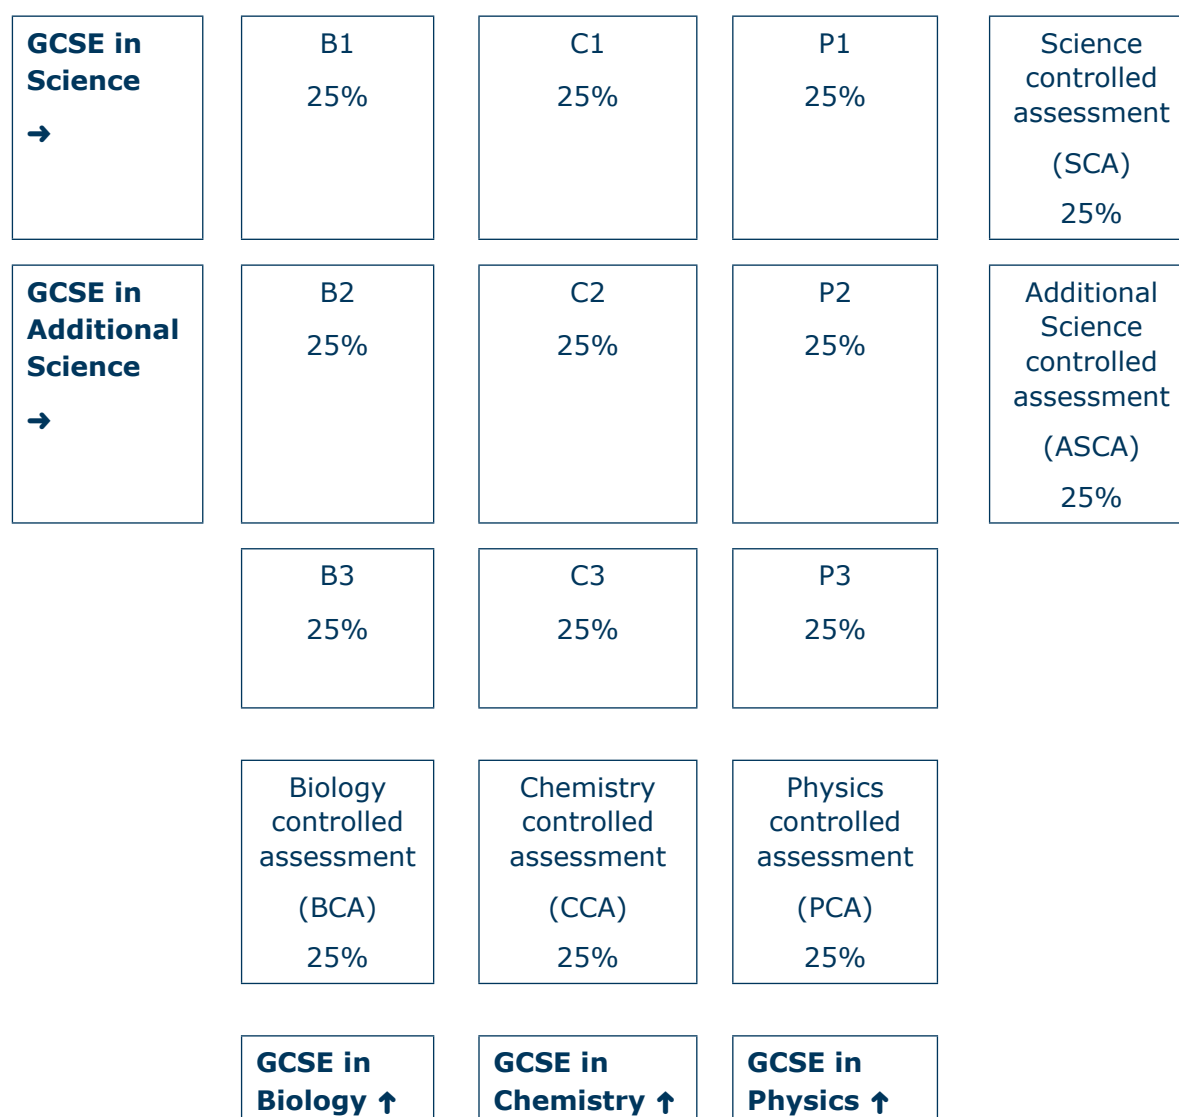 GCSE in
Science
➔
B1
25%
C1
25%
P1
25%
Science
controlled
assessment
(SCA)
25%
GCSE in
Additional
Science
➔
B2
25%
C2
25%
P2
25%
Additional
Science
controlled
assessment
(ASCA)
25%
B3
25%
C3
25%
P3
25%
Biology
controlled
assessment
(BCA)
25%
Chemistry
controlled
assessment
(CCA)
25%
Physics
controlled
assessment
(PCA)
25%
GCSE in
Biology ↑
GCSE in
Chemistry ↑
GCSE in
Physics ↑